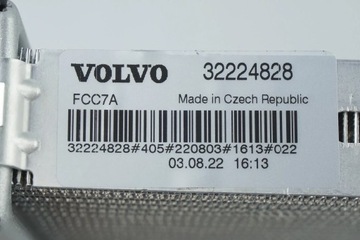 VOLVO 32224828
FCC7A Made in Czech Republic
32224828#405#220803#1613#022
03.08.22 16:13